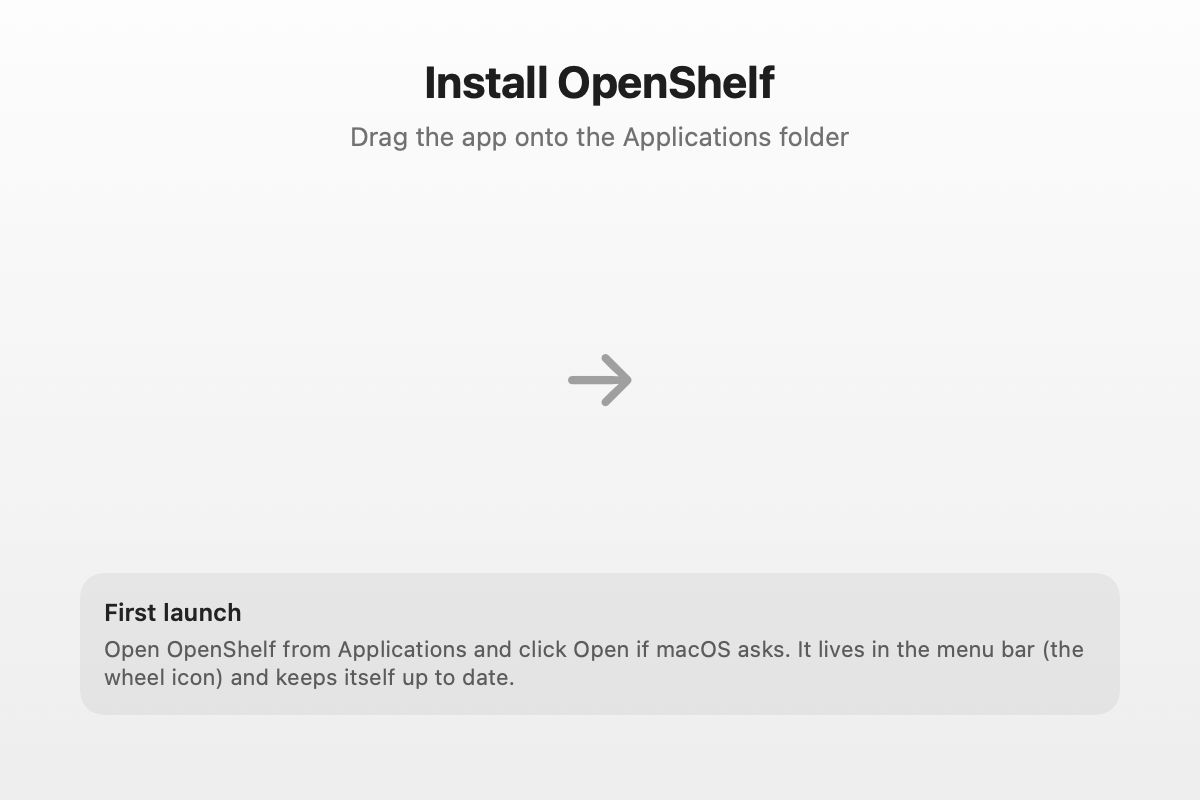 Install OpenShelf
Drag the app onto the Applications folder
First launch
Open OpenShelf from Applications and click Open if macOS asks. It lives in the menu bar (the
wheel icon) and keeps itself up to date.